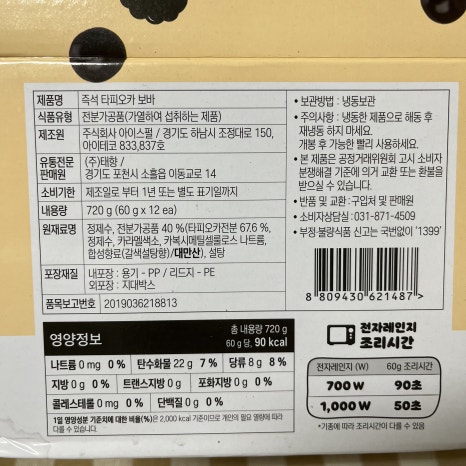 제품명 즉석 타피오카 보바
식품유형 전분가공품(가열하여 섭취하는 제품)
제조원 주식회사 아이스펄 / 경기도 하남시 조정대로 150,
아이테코 833,837호
유통전문 판매원 (주)태향 /
경기도 포천시 소흘읍 이동교로 14
소비기한 제조일로 부터 1년 또는 별도 표기일까지
내용량 720 g (60 g x 12 ea)
원재료명 정제수, 전분가공품 40 %(타피오카전분 67.6 %,
정제수, 카라멜색소, 카복시메틸셀룰로스 나트륨,
합성향료(갈색설탕향)/대만산), 설탕
포장재질 내포장 : 용기 - PP / 리드지 - PE
외포장 : 지대박스
품목보고번호 2019036218813
• 보관방법 : 냉동보관
• 주의사항 : 냉동한 제품으로 해동 후
재냉동 하지 마세요.
개봉 후 가능한 빨리 사용하세요.
• 본 제품은 공정거래위원회 고시 소비자
분쟁해결 기준에 의거 교환 또는 환불을
받으실 수 있습니다.
• 반품 및 교환 : 구입처 및 판매원
• 소비자상담실 : 031-871-4509
• 부정·불량식품 신고는 국번없이 '1399'
8 809430 621487 >
영양정보
총 내용량 720 g
60 g 당, 90 kcal
나트륨 0 mg 0 % 탄수화물 22 g 7 % 당류 8 g 8 %
지방 0 g 0 % 트랜스지방 0 g 포화지방 0 g 0 %
콜레스테롤 0 mg 0 % 단백질 0 g 0 %
1일 영양성분 기준치에 대한 비율(%)은 2,000 kcal 기준이므로 개인의 필요 열량에 따라
다를 수 있습니다.
전자레인지
조리시간
전자레인지 (W) 60g 조리시간
700 W 90초
1,000 W 50초
*기종에 따라 조리시간이 다를 수 있음